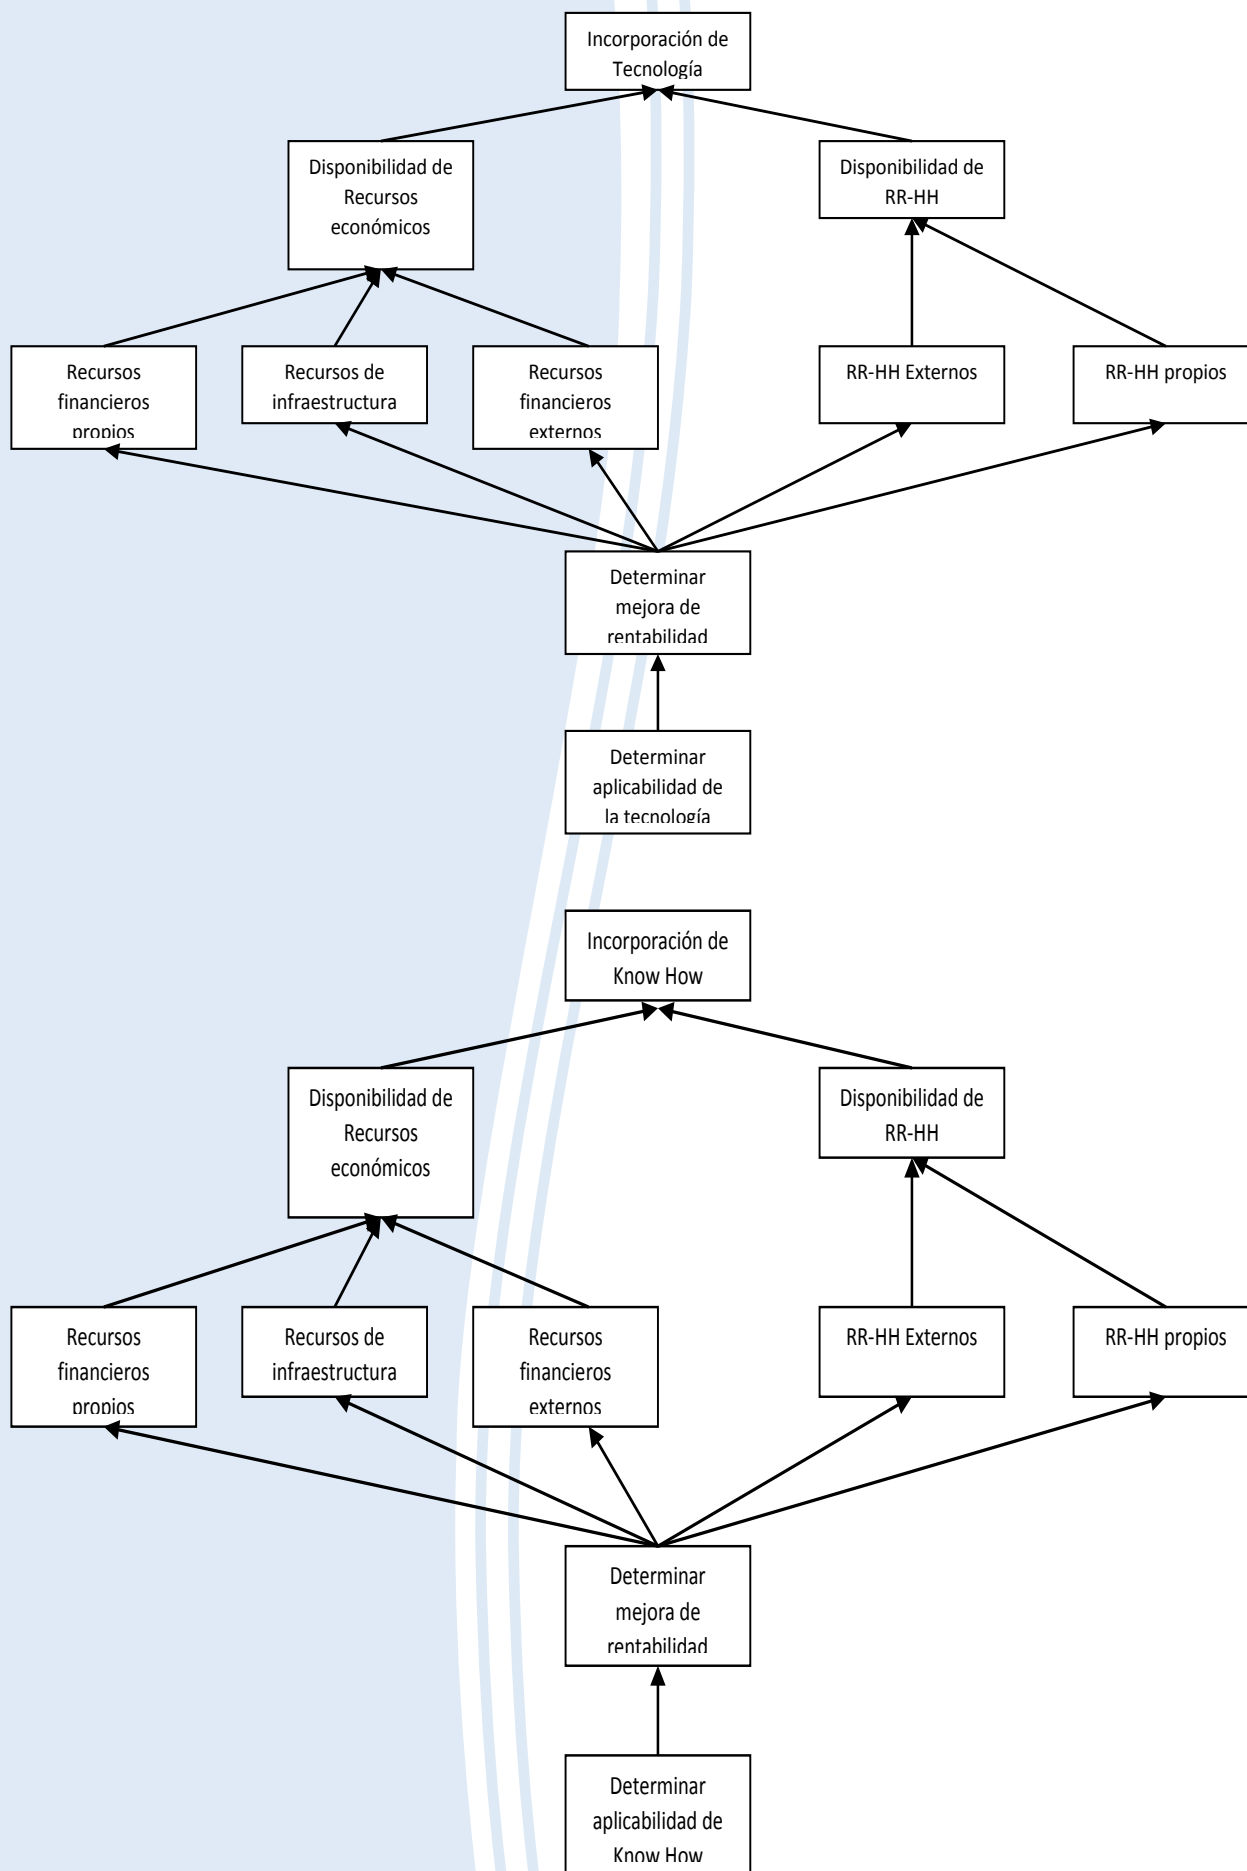 Incorporación de
Tecnología
Disponibilidad de
Recursos
económicos
Disponibilidad de
RR-HH
Recursos
financieros
propios
Recursos de
infraestructura
Recursos
financieros
externos
RR-HH Externos
RR-HH propios
Determinar
mejora de
rentabilidad
Determinar
aplicabilidad de
la tecnología
Incorporación de
Know How
Disponibilidad de
Recursos
económicos
Disponibilidad de
RR-HH
Recursos
financieros
propios
Recursos de
infraestructura
Recursos
financieros
externos
RR-HH Externos
RR-HH propios
Determinar
mejora de
rentabilidad
Determinar
aplicabilidad de
Know How